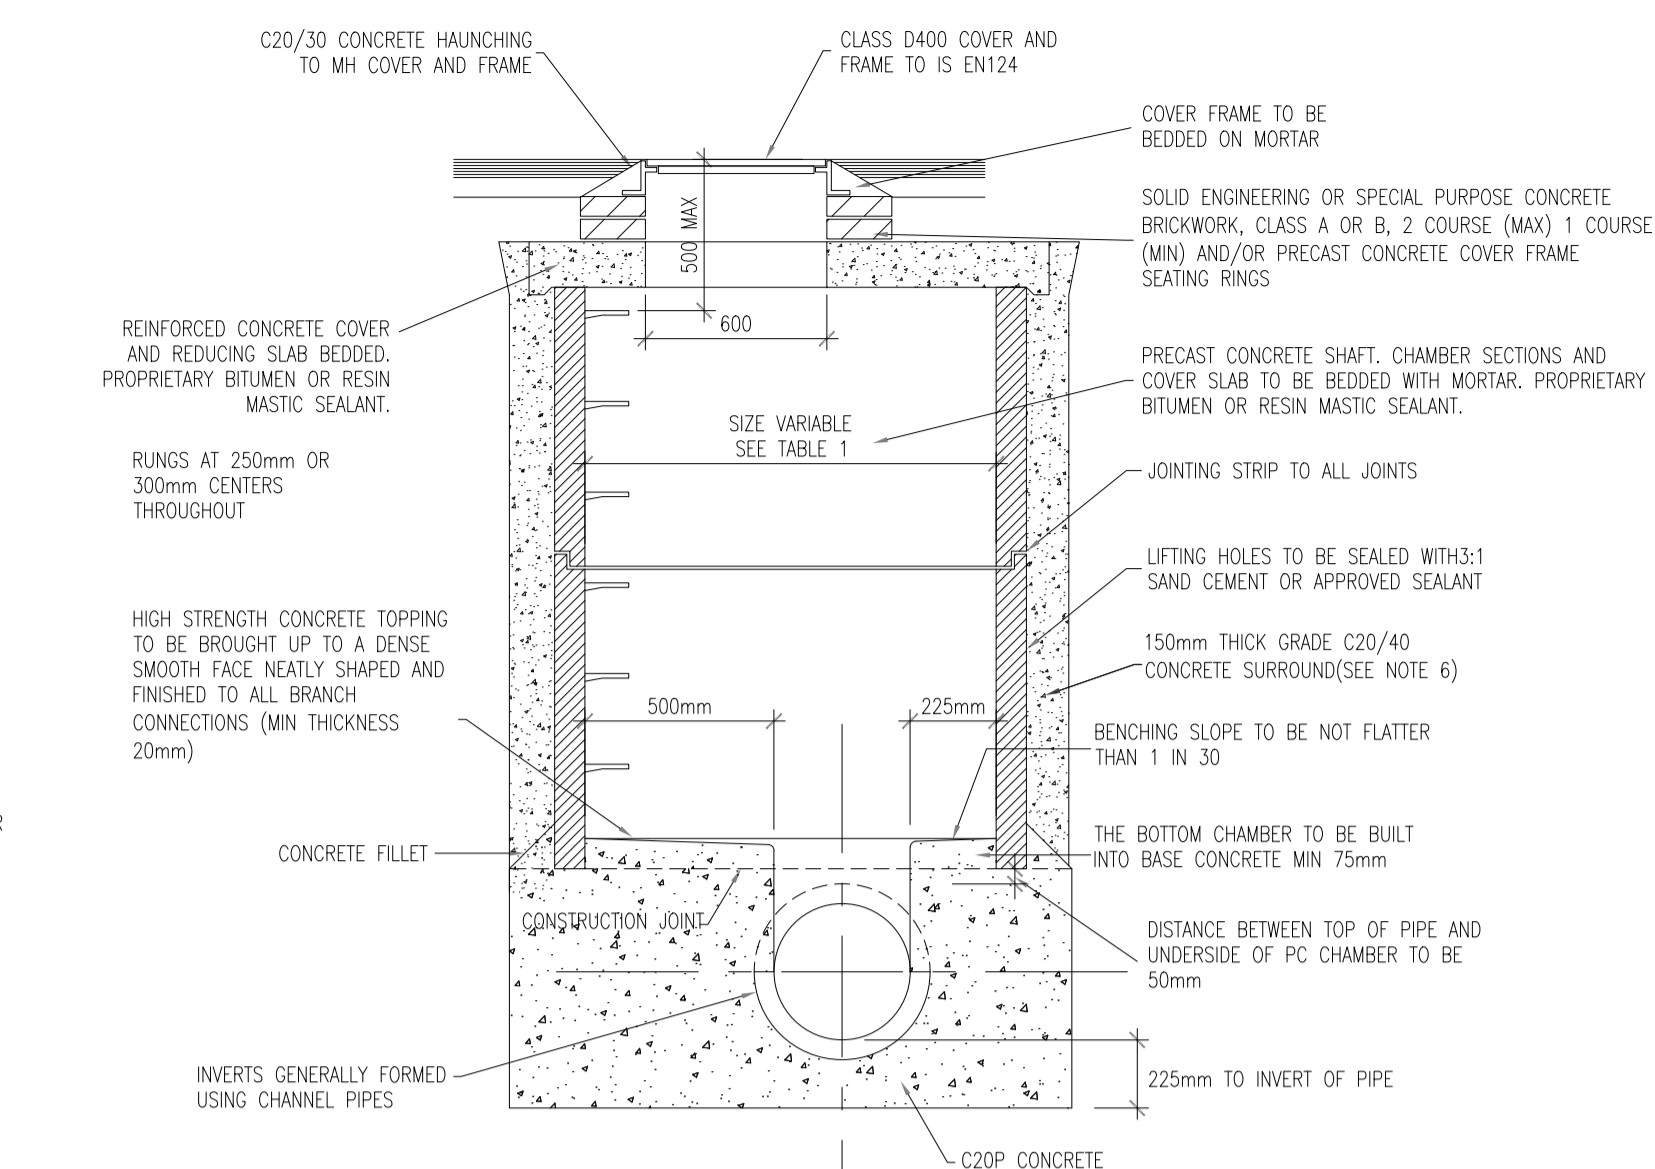 C20/30 CONCRETE HAUNCHING
TO MH COVER AND FRAME
CLASS D400 COVER AND
FRAME TO IS EN124
COVER FRAME TO BE
BEDDED ON MORTAR
SOLID ENGINEERING OR SPECIAL PURPOSE CONCRETE
BRICKWORK, CLASS A OR B, 2 COURSE (MAX) 1 COURSE
(MIN) AND/OR PRECAST CONCRETE COVER FRAME
SEATING RINGS
500 MAX
600
REINFORCED CONCRETE COVER
AND REDUCING SLAB BEDDED.
PROPRIETARY BITUMEN OR RESIN
MASTIC SEALANT.
PRECAST CONCRETE SHAFT. CHAMBER SECTIONS AND
COVER SLAB TO BE BEDDED WITH MORTAR. PROPRIETARY
BITUMEN OR RESIN MASTIC SEALANT.
SIZE VARIABLE
SEE TABLE 1
RUNGS AT 250mm OR
300mm CENTERS
THROUGHOUT
JOINTING STRIP TO ALL JOINTS
LIFTING HOLES TO BE SEALED WITH3:1
SAND CEMENT OR APPROVED SEALANT
HIGH STRENGTH CONCRETE TOPPING
TO BE BROUGHT UP TO A DENSE
SMOOTH FACE NEATLY SHAPED AND
FINISHED TO ALL BRANCH
CONNECTIONS (MIN THICKNESS
20mm)
150mm THICK GRADE C20/40
CONCRETE SURROUND(SEE NOTE 6)
500mm
225mm
BENCHING SLOPE TO BE NOT FLATTER
THAN 1 IN 30
R
CONCRETE FILLET
THE BOTTOM CHAMBER TO BE BUILT
INTO BASE CONCRETE MIN 75mm
CONSTRUCTION JOINT
DISTANCE BETWEEN TOP OF PIPE AND
UNDERSIDE OF PC CHAMBER TO BE
50mm
INVERTS GENERALLY FORMED
USING CHANNEL PIPES
225mm TO INVERT OF PIPE
C20P CONCRETE